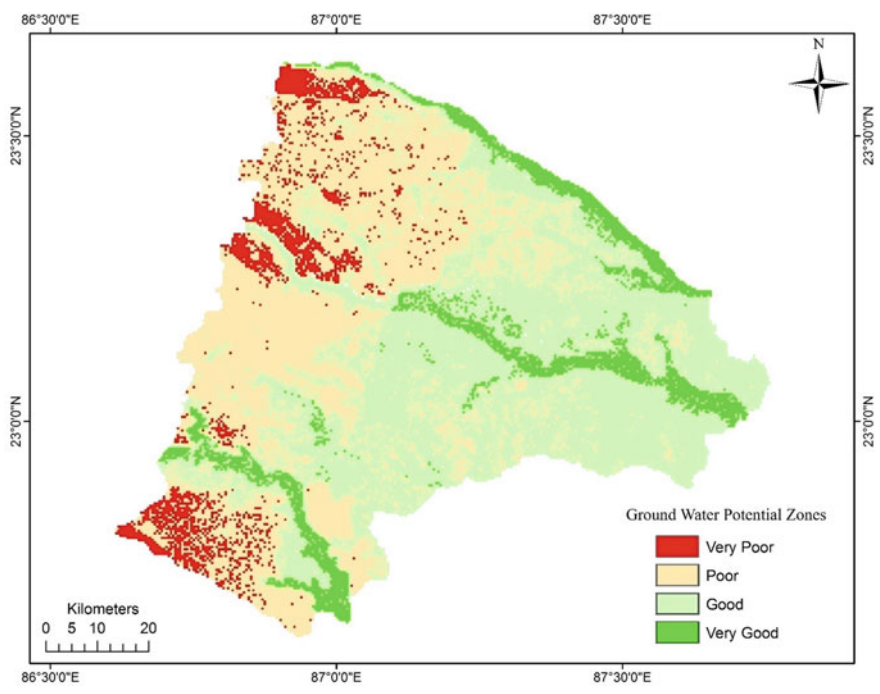 86°30'0"E 87°0'0"E 87°30'0"E
N
23°30'0"N 23°30'0"N
23°0'0"N 23°0'0"N
Ground Water Potential Zones
Very Poor
Poor
Good
Very Good
Kilometers
0 5 10 20
86°30'0"E 87°0'0"E 87°30'0"E